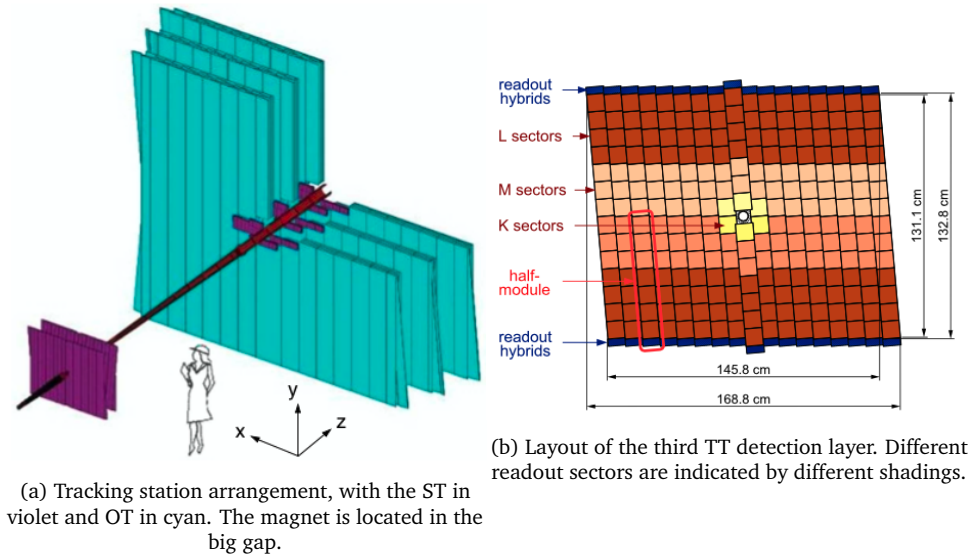 y
x
z
(a) Tracking station arrangement, with the ST in
violet and OT in cyan. The magnet is located in the
big gap.
readout
hybrids
L sectors
M sectors
K sectors
half-
module
readout
hybrids
131.1 cm
132.8 cm
145.8 cm
168.8 cm
(b) Layout of the third TT detection layer. Different
readout sectors are indicated by different shadings.